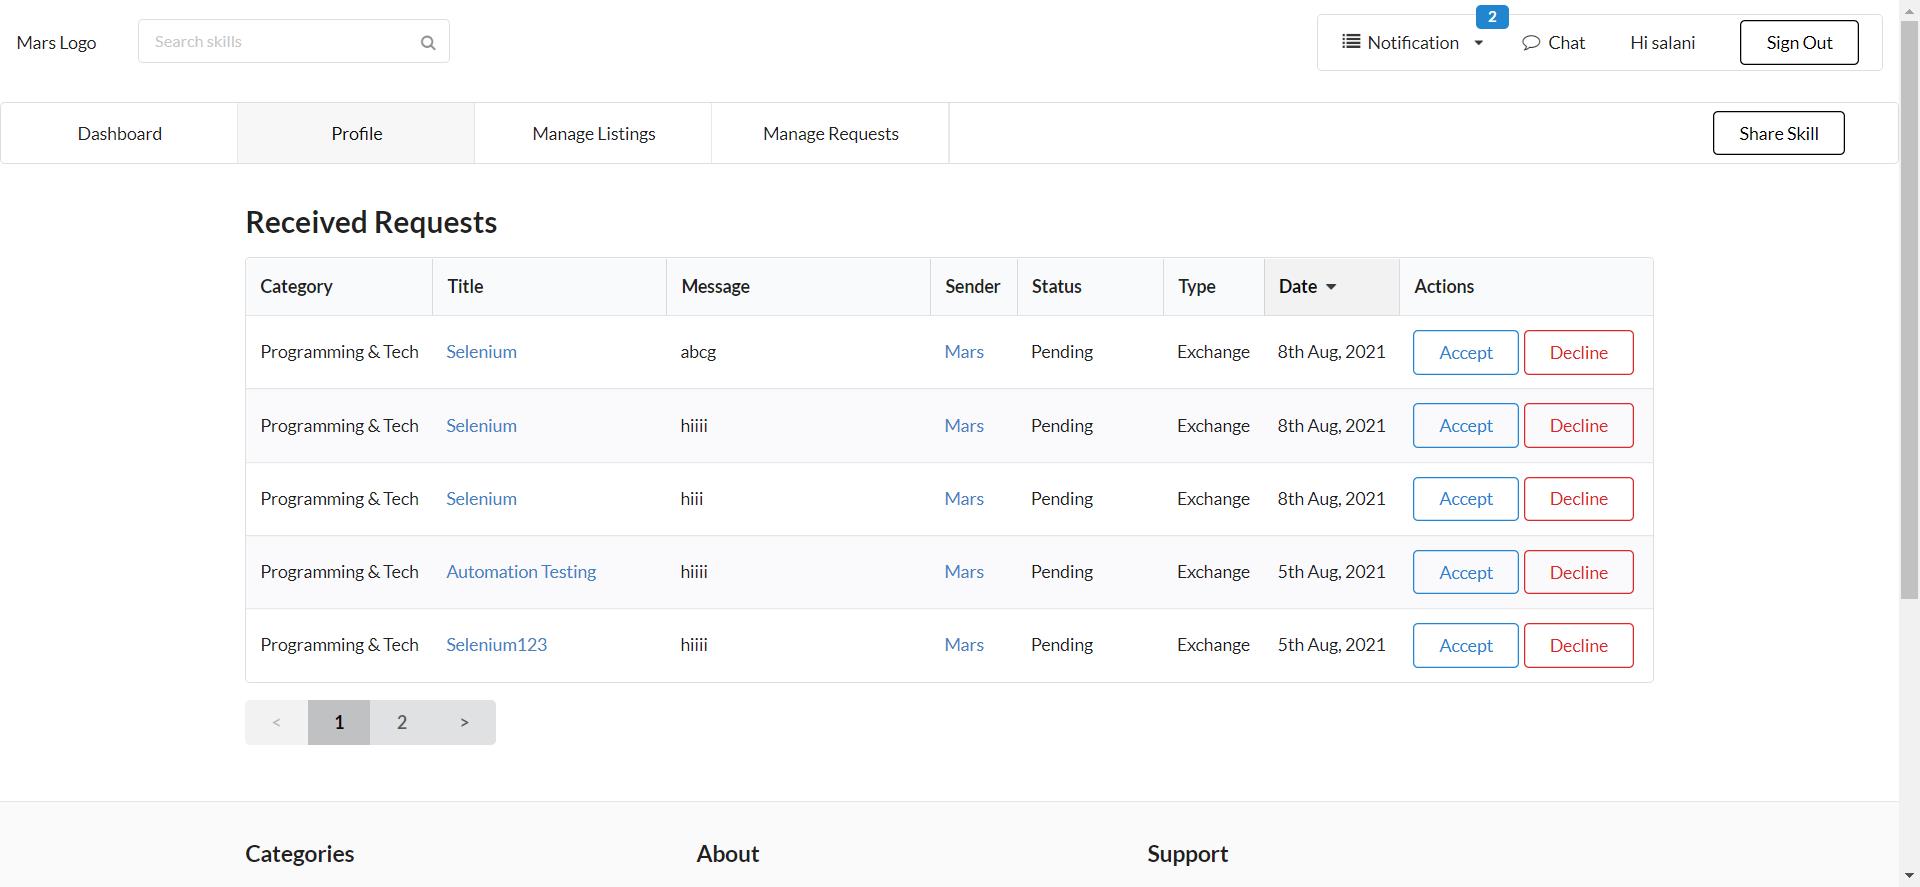 Mars Logo
Search skills
2
Notification
Chat
Hi salani
Sign Out
Dashboard
Profile
Manage Listings
Manage Requests
Share Skill
Received Requests
Category Title Message Sender Status Type Date Actions
Programming & Tech Selenium abcg Mars Pending Exchange 8th Aug, 2021 Accept Decline
Programming & Tech Selenium hiiii Mars Pending Exchange 8th Aug, 2021 Accept Decline
Programming & Tech Selenium hiii Mars Pending Exchange 8th Aug, 2021 Accept Decline
Programming & Tech Automation Testing hiiii Mars Pending Exchange 5th Aug, 2021 Accept Decline
Programming & Tech Selenium123 hiiii Mars Pending Exchange 5th Aug, 2021 Accept Decline
< 1 2 >
Categories About Support